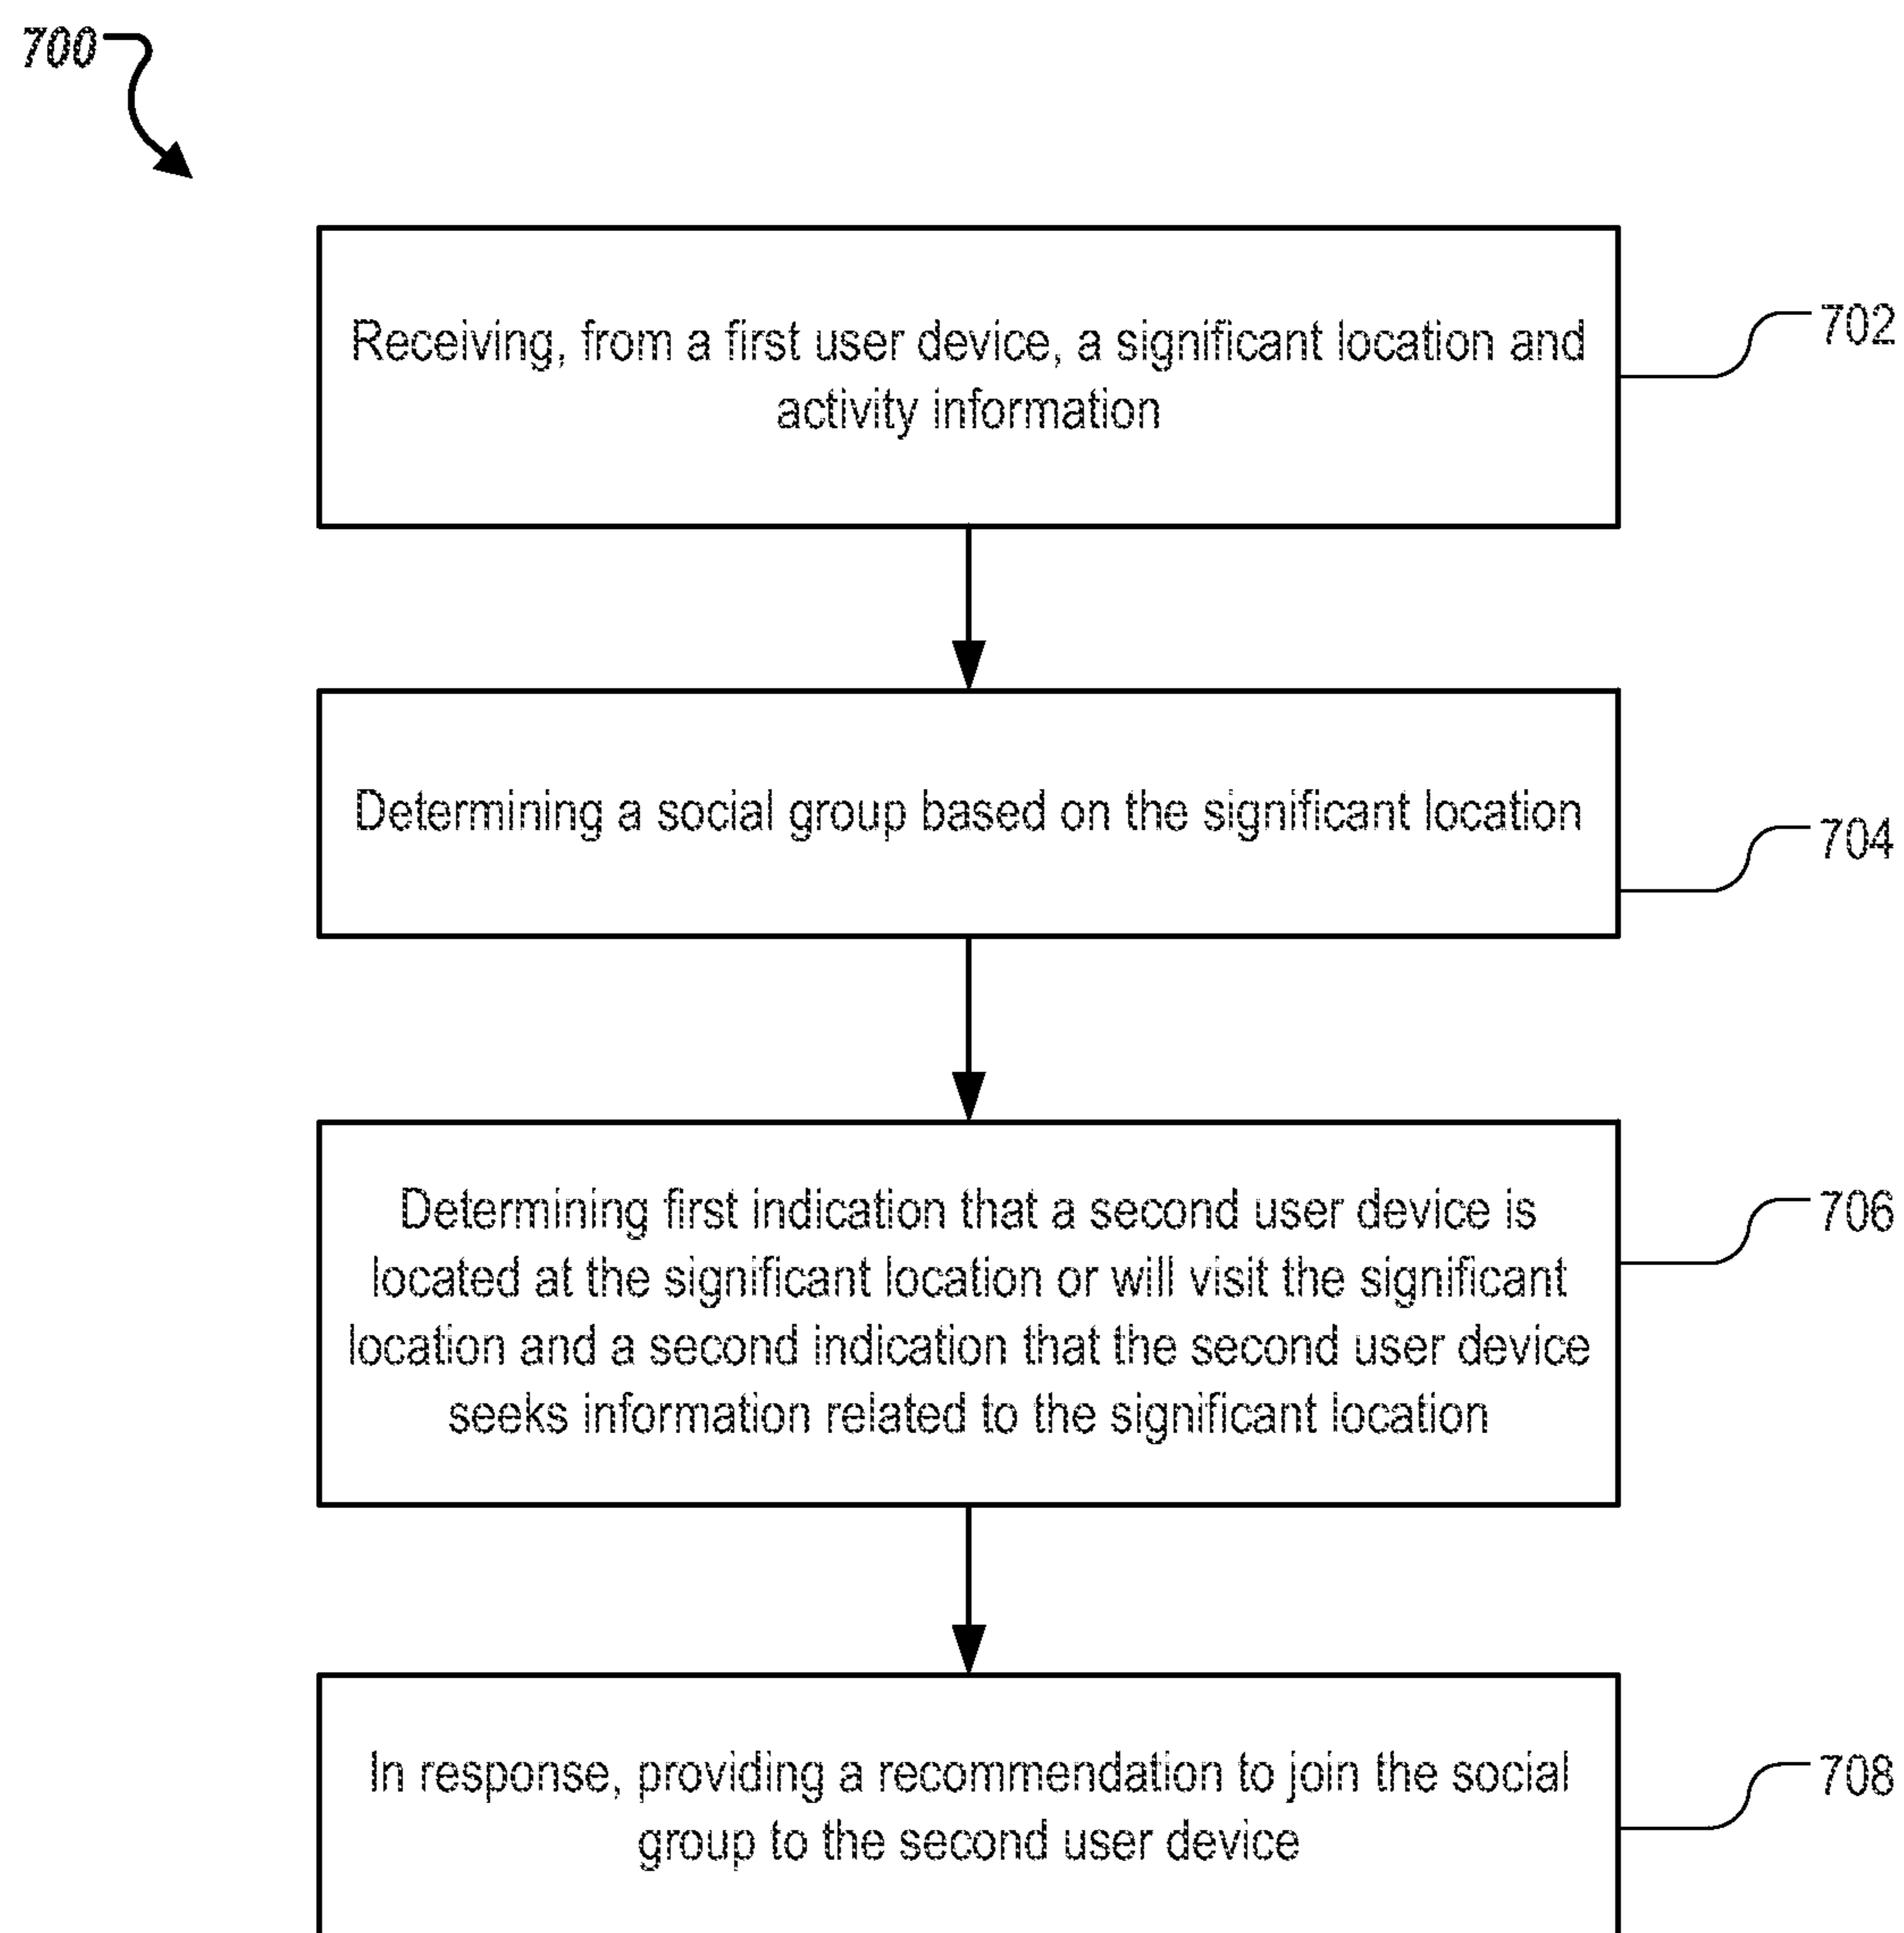 700
Receiving, from a first user device, a significant location and
activity information
702
Determining a social group based on the significant location
704
Determining first indication that a second user device is
located at the significant location or will visit the significant
location and a second indication that the second user device
seeks information related to the significant location
706
In response, providing a recommendation to join the social
group to the second user device
708